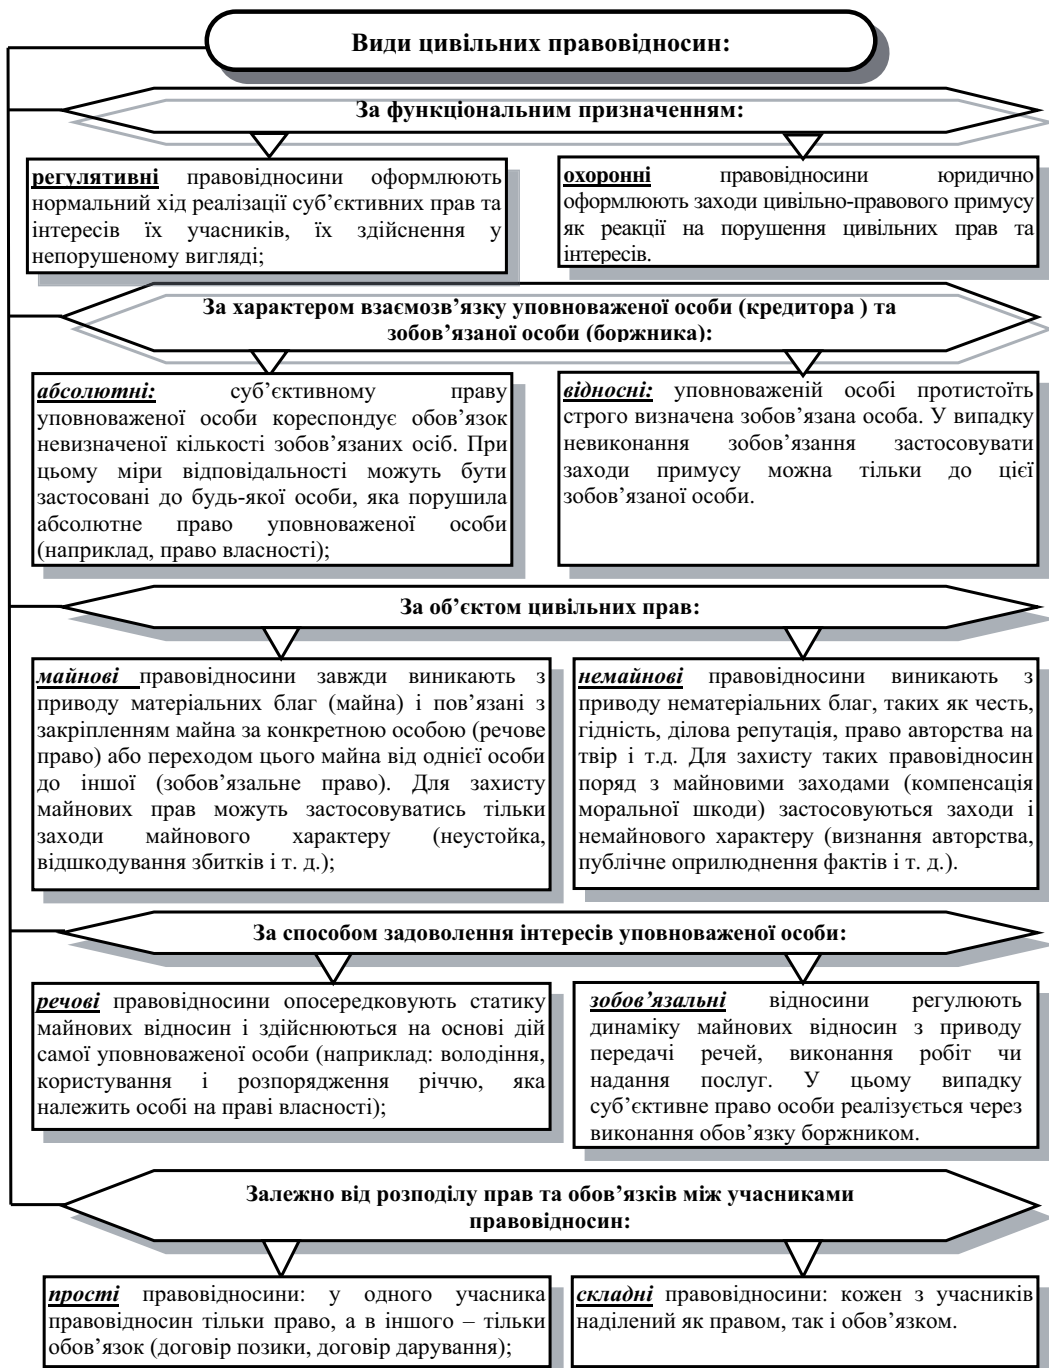 Види цивільних правовідносин:
За функціональним призначенням:
регулятивні правовідносини оформлюють
нормальний хід реалізації суб’єктивних прав та
інтересів їх учасників, їх здійснення у
непорушеному вигляді;
охоронні правовідносини юридично
оформлюють заходи цивільно-правового примусу
як реакції на порушення цивільних прав та
інтересів.
За характером взаємозв’язку уповноваженої особи (кредитора ) та
зобов’язаної особи (боржника):
абсолютні: суб’єктивному праву
уповноваженої особи кореспондує обов’язок
невизначеної кількості зобов’язаних осіб. При
цьому міри відповідальності можуть бути
застосовані до будь-якої особи, яка порушила
абсолютне право уповноваженої особи
(наприклад, право власності);
відносні: уповноваженій особі протистоїть
строго визначена зобов’язана особа. У випадку
невиконання зобов’язання застосовувати
заходи примусу можна тільки до цієї
зобов’язаної особи.
За об’єктом цивільних прав:
майнові правовідносини завжди виникають з
приводу матеріальних благ (майна) і пов’язані з
закріпленням майна за конкретною особою (речове
право) або переходом цього майна від однієї особи
до іншої (зобов’язальне право). Для захисту
майнових прав можуть застосовуватись тільки
заходи майнового характеру (неустойка,
відшкодування збитків і т. д.);
немайнові правовідносини виникають з
приводу нематеріальних благ, таких як честь,
гідність, ділова репутація, право авторства на
твір і т.д. Для захисту таких правовідносин
поряд з майновими заходами (компенсація
моральної шкоди) застосовуються заходи і
немайнового характеру (визнання авторства,
публічне оприлюднення фактів і т. д.).
За способом задоволення інтересів уповноваженої особи:
речові правовідносини опосередковують статику
майнових відносин і здійснюються на основі дій
самої уповноваженої особи (наприклад: володіння,
користування і розпорядження річчю, яка
належить особі на праві власності);
зобов’язальні відносини регулюють
динаміку майнових відносин з приводу
передачі речей, виконання робіт чи
надання послуг. У цьому випадку
суб’єктивне право особи реалізується через
виконання обов’язку боржником.
Залежно від розподілу прав та обов’язків між учасниками
правовідносин:
прості правовідносини: у одного учасника
правовідносин тільки право, а в іншого – тільки
обов’язок (договір позики, договір дарування);
складні правовідносини: кожен з учасників
наділений як правом, так і обов’язком.